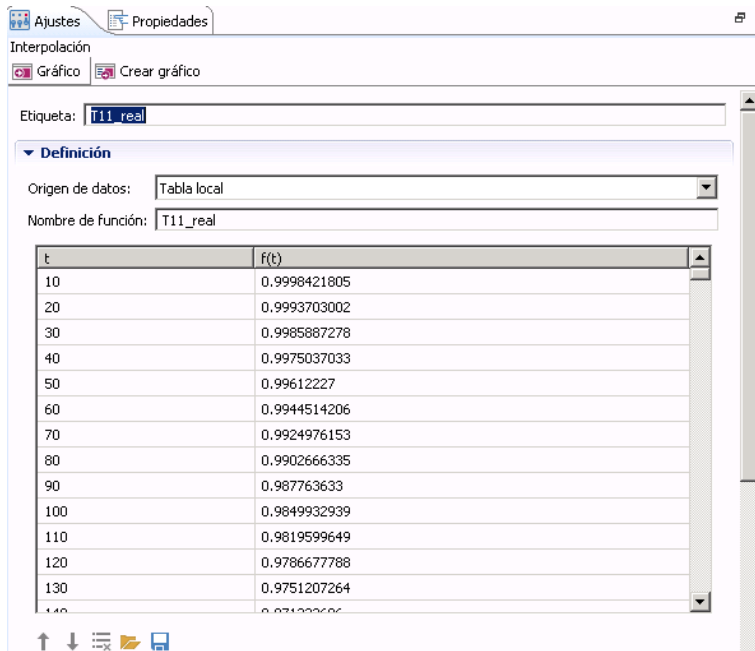 Ajustes Propiedades
Interpolación
Gráfico Crear gráfico
Etiqueta: T11_real
Definición
Origen de datos: Tabla local
Nombre de función: T11_real
t f(t)
10 0.9998421805
20 0.9993703002
30 0.9985887278
40 0.9975037033
50 0.99612227
60 0.9944514206
70 0.9924976153
80 0.9902666335
90 0.987763633
100 0.9849932939
110 0.9819599649
120 0.9786677788
130 0.9751207264
140